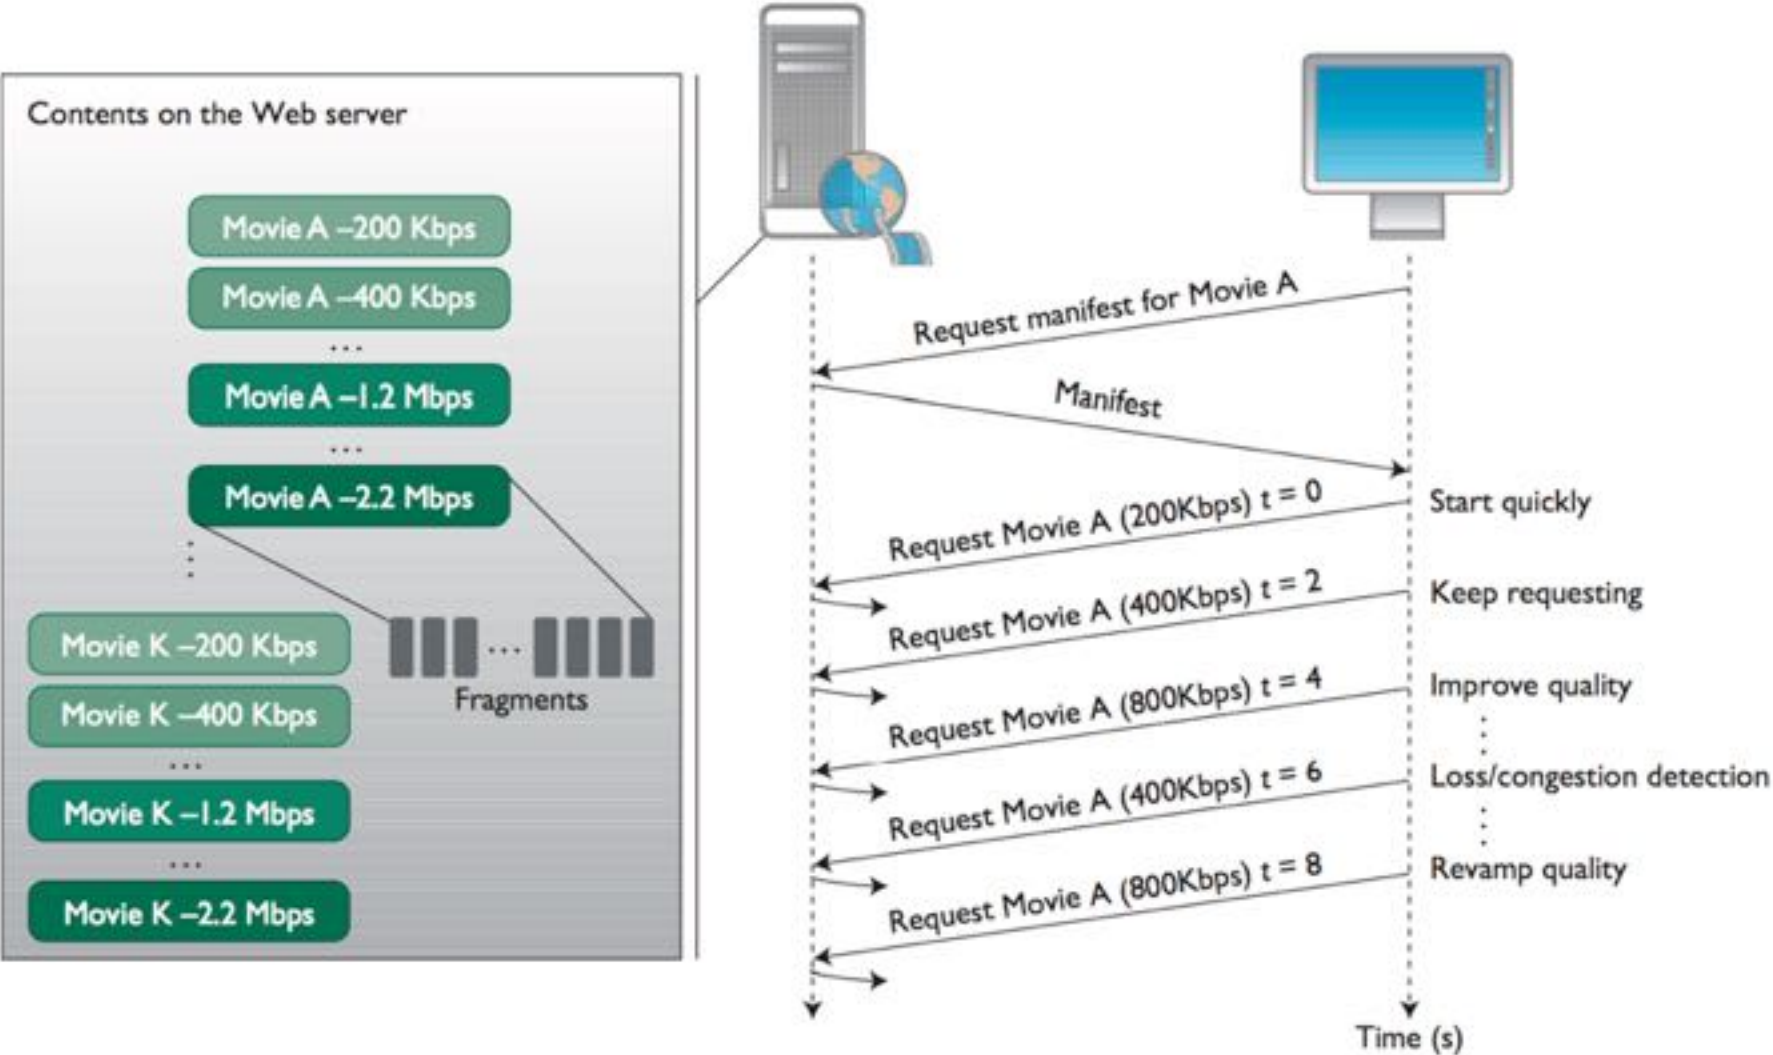 Contents on the Web server
Movie A –200 Kbps
Movie A –400 Kbps
...
Movie A –1.2 Mbps
...
Movie A –2.2 Mbps
Movie K –200 Kbps
Movie K –400 Kbps
...
Movie K –1.2 Mbps
...
Movie K –2.2 Mbps
...
Fragments
Request manifest for Movie A
Manifest
Request Movie A (200Kbps) t = 0
Start quickly
Request Movie A (400Kbps) t = 2
Keep requesting
Request Movie A (800Kbps) t = 4
Improve quality
Request Movie A (400Kbps) t = 6
Loss/congestion detection
Request Movie A (800Kbps) t = 8
Revamp quality
Time (s)